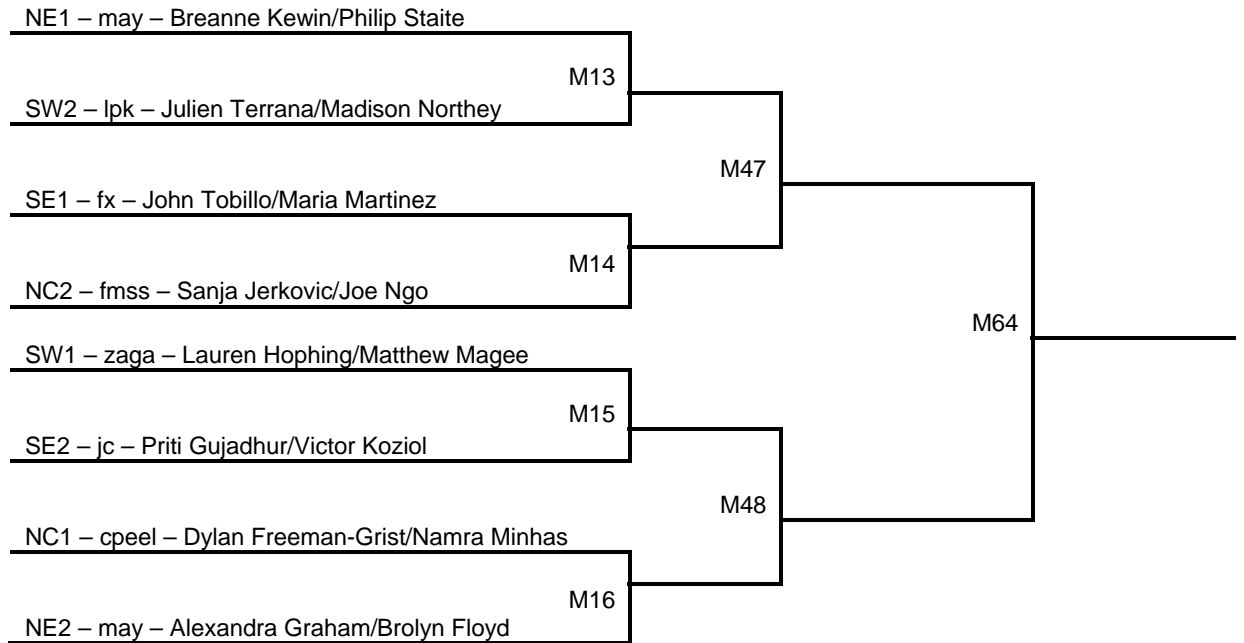 NE1 – may – Breanne Kewin/Philip Staite
M13
SW2 – lpk – Julien Terrana/Madison Northey
M47
SE1 – fx – John Tobillo/Maria Martinez
M14
NC2 – fmss – Sanja Jerkovic/Joe Ngo
M64
SW1 – zaga – Lauren Hophing/Matthew Magee
M15
SE2 – jc – Priti Gujadhur/Victor Koziol
M48
NC1 – cpeel – Dylan Freeman-Grist/Namra Minhas
M16
NE2 – may – Alexandra Graham/Brolyn Floyd